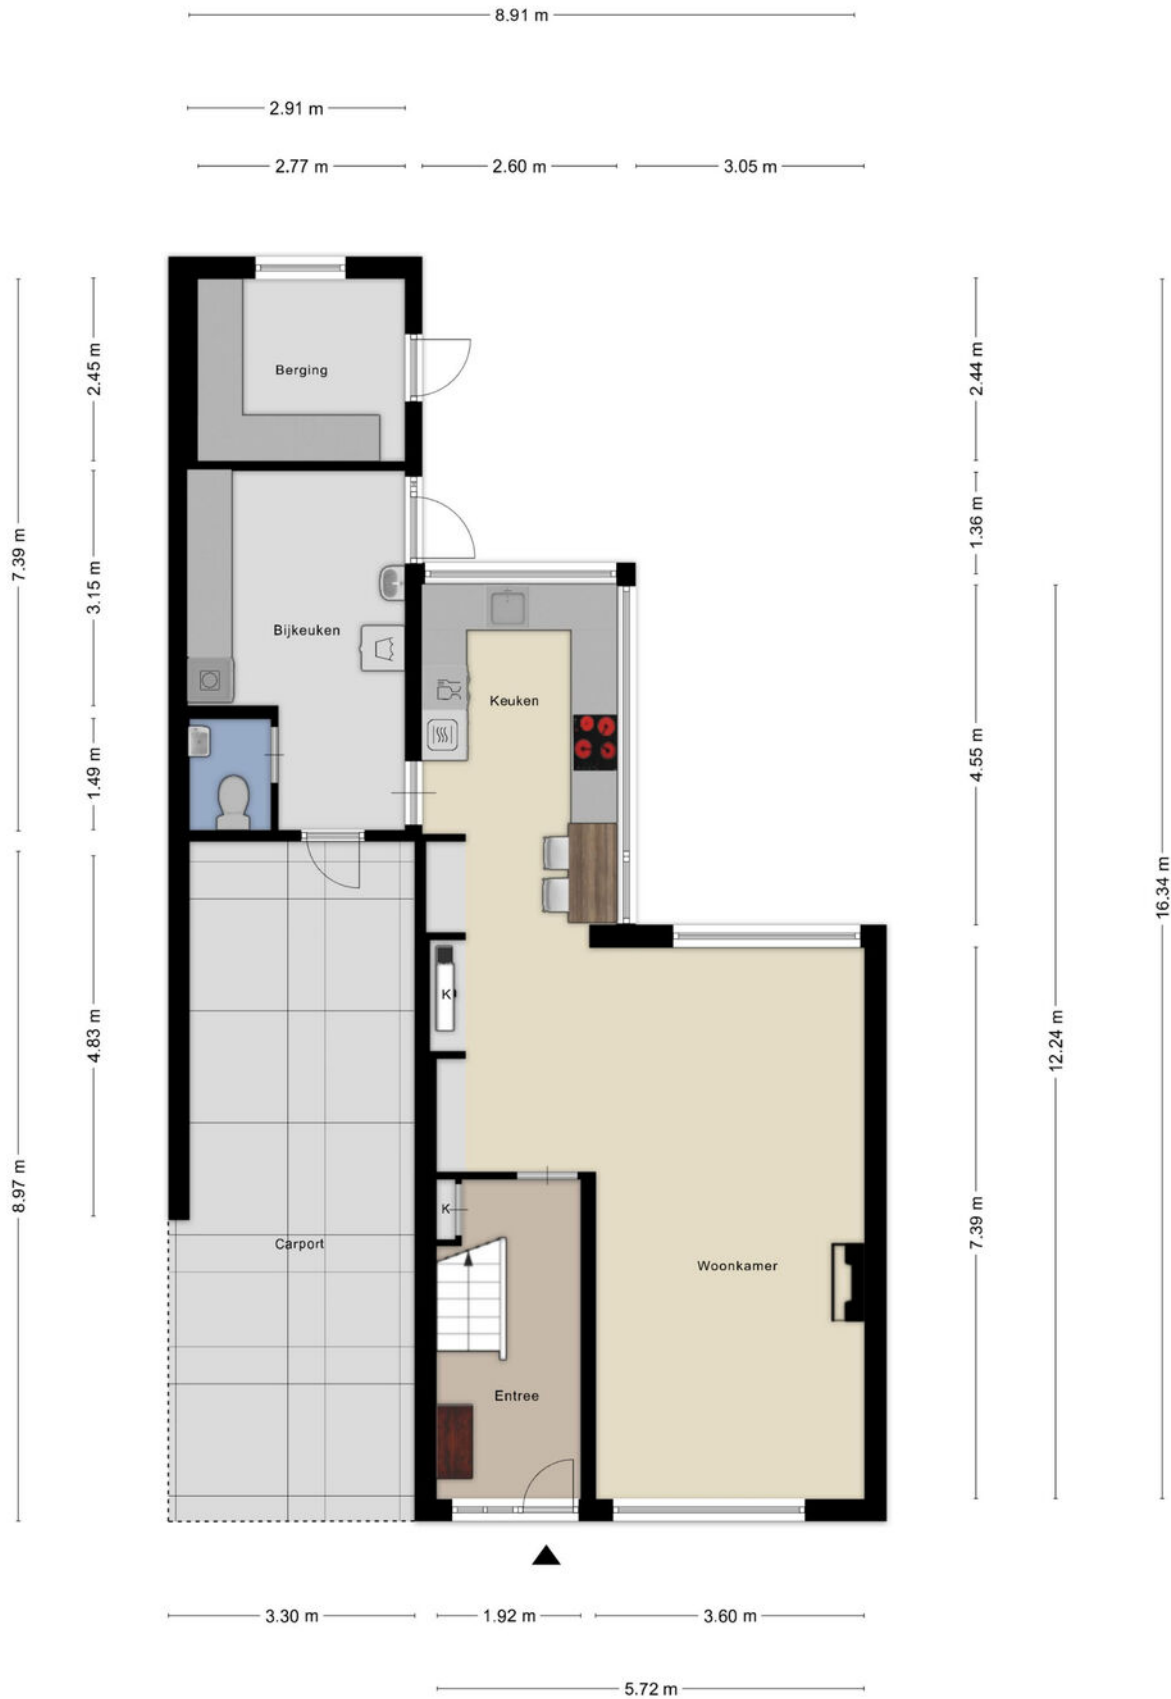 8.91 m
2.91 m
2.77 m
2.60 m
3.05 m
2.45 m
2.44 m
Berging
1.36 m
7.39 m
3.15 m
Bijkeuken
Keuken
4.55 m
1.49 m
16.34 m
K
4.83 m
12.24 m
8.97 m
K
7.39 m
Carport
Woonkamer
Entree
3.30 m
1.92 m
3.60 m
5.72 m